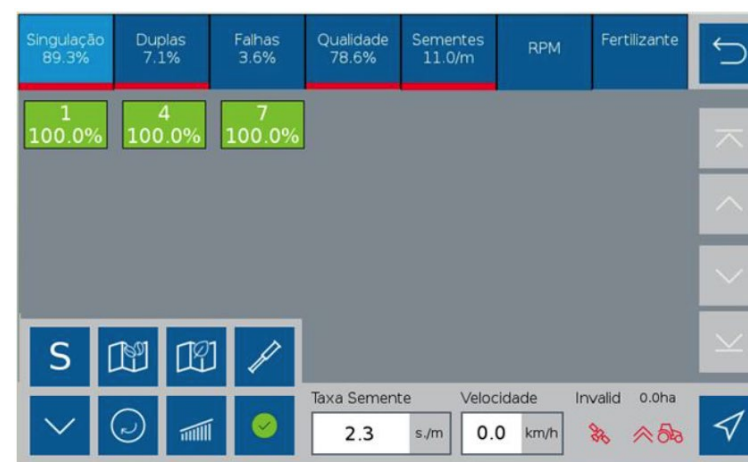 Singulação Duplas Falhas Qualidade Sementes RPM Fertilizante
89.3% 7.1% 3.6% 78.6% 11.0/m
1 4 7
100.0% 100.0% 100.0%
S
Taxa Semente Velocidade Invalid 0.0ha
2.3 s./m 0.0 km/h